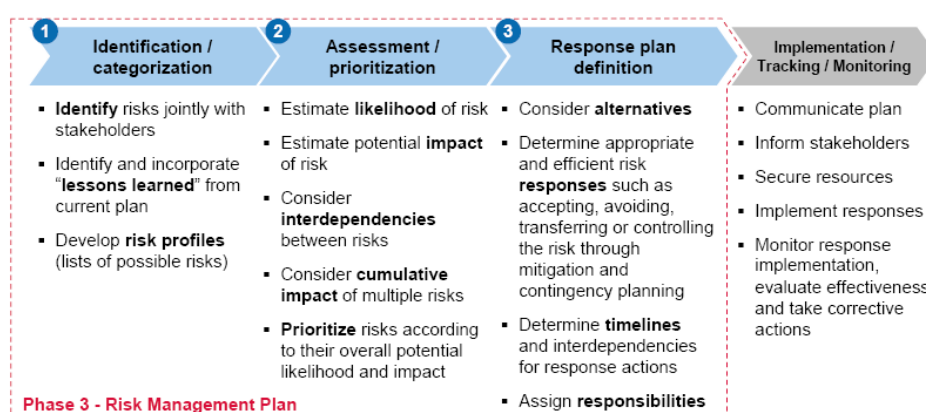 1
Identification /
categorization
▪ Identify risks jointly with
stakeholders
▪ Identify and incorporate
“lessons learned” from
current plan
▪ Develop risk profiles
(lists of possible risks)
2
Assessment /
prioritization
▪ Estimate likelihood of risk
▪ Estimate potential impact
of risk
▪ Consider
interdependencies
between risks
▪ Consider cumulative
impact of multiple risks
▪ Prioritize risks according
to their overall potential
likelihood and impact
3
Response plan
definition
▪ Consider alternatives
▪ Determine appropriate
and efficient risk
responses such as
accepting, avoiding,
transferring or controlling
the risk through
mitigation and
contingency planning
▪ Determine timelines
and interdependencies
for response actions
▪ Assign responsibilities
Implementation /
Tracking / Monitoring
▪ Communicate plan
▪ Inform stakeholders
▪ Secure resources
▪ Implement responses
▪ Monitor response
implementation,
evaluate effectiveness
and take corrective
actions
Phase 3 - Risk Management Plan